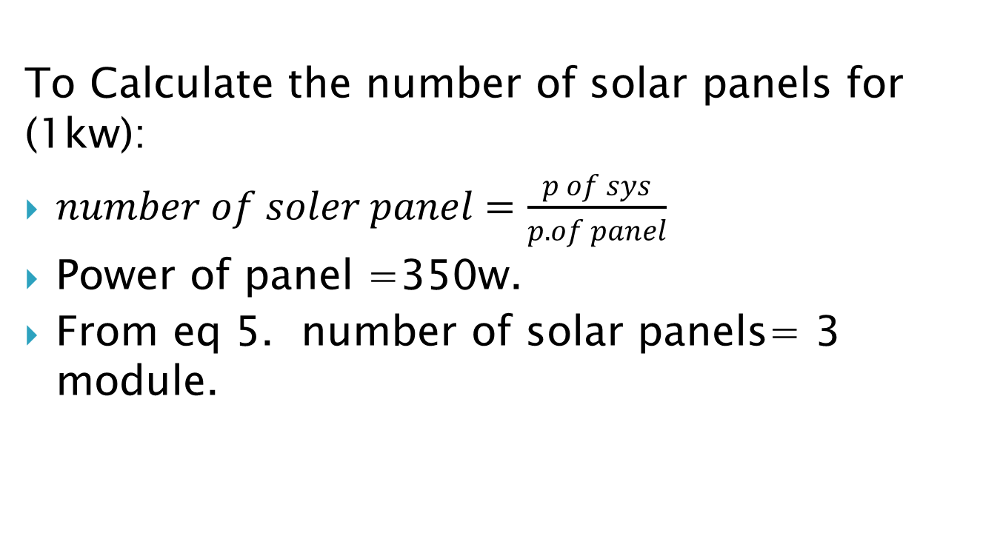 To Calculate the number of solar panels for
(1kw):
number of soler panel = p of sys / p.of panel
Power of panel =350w.
From eq 5. number of solar panels= 3
module.